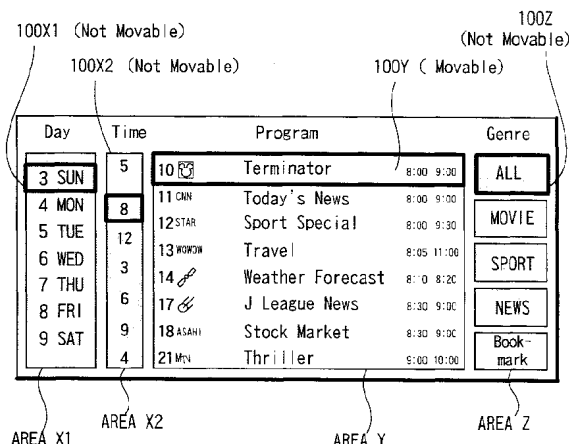 100X1 (Not Movable)
100X2 (Not Movable)
100Y ( Movable)
100Z
(Not Movable)
Day Time Program Genre
3 SUN
4 MON
5 TUE
6 WED
7 THU
8 FRI
9 SAT
5
8
12
3
6
9
4
10 Terminator 8:00 9:00
11 CNN Today's News 8:00 9:00
12 STAR Sport Special 8:00 9:30
13 WOWOW Travel 8:05 11:00
14 Weather Forecast 8:20
17 J League News 8:30 9:00
18 ASAHI Stock Market 8:30 9:00
21 Thriller 9:00 10:00
ALL
MOVIE
SPORT
NEWS
Book-
mark
AREA X1
AREA X2
AREA Y
AREA Z